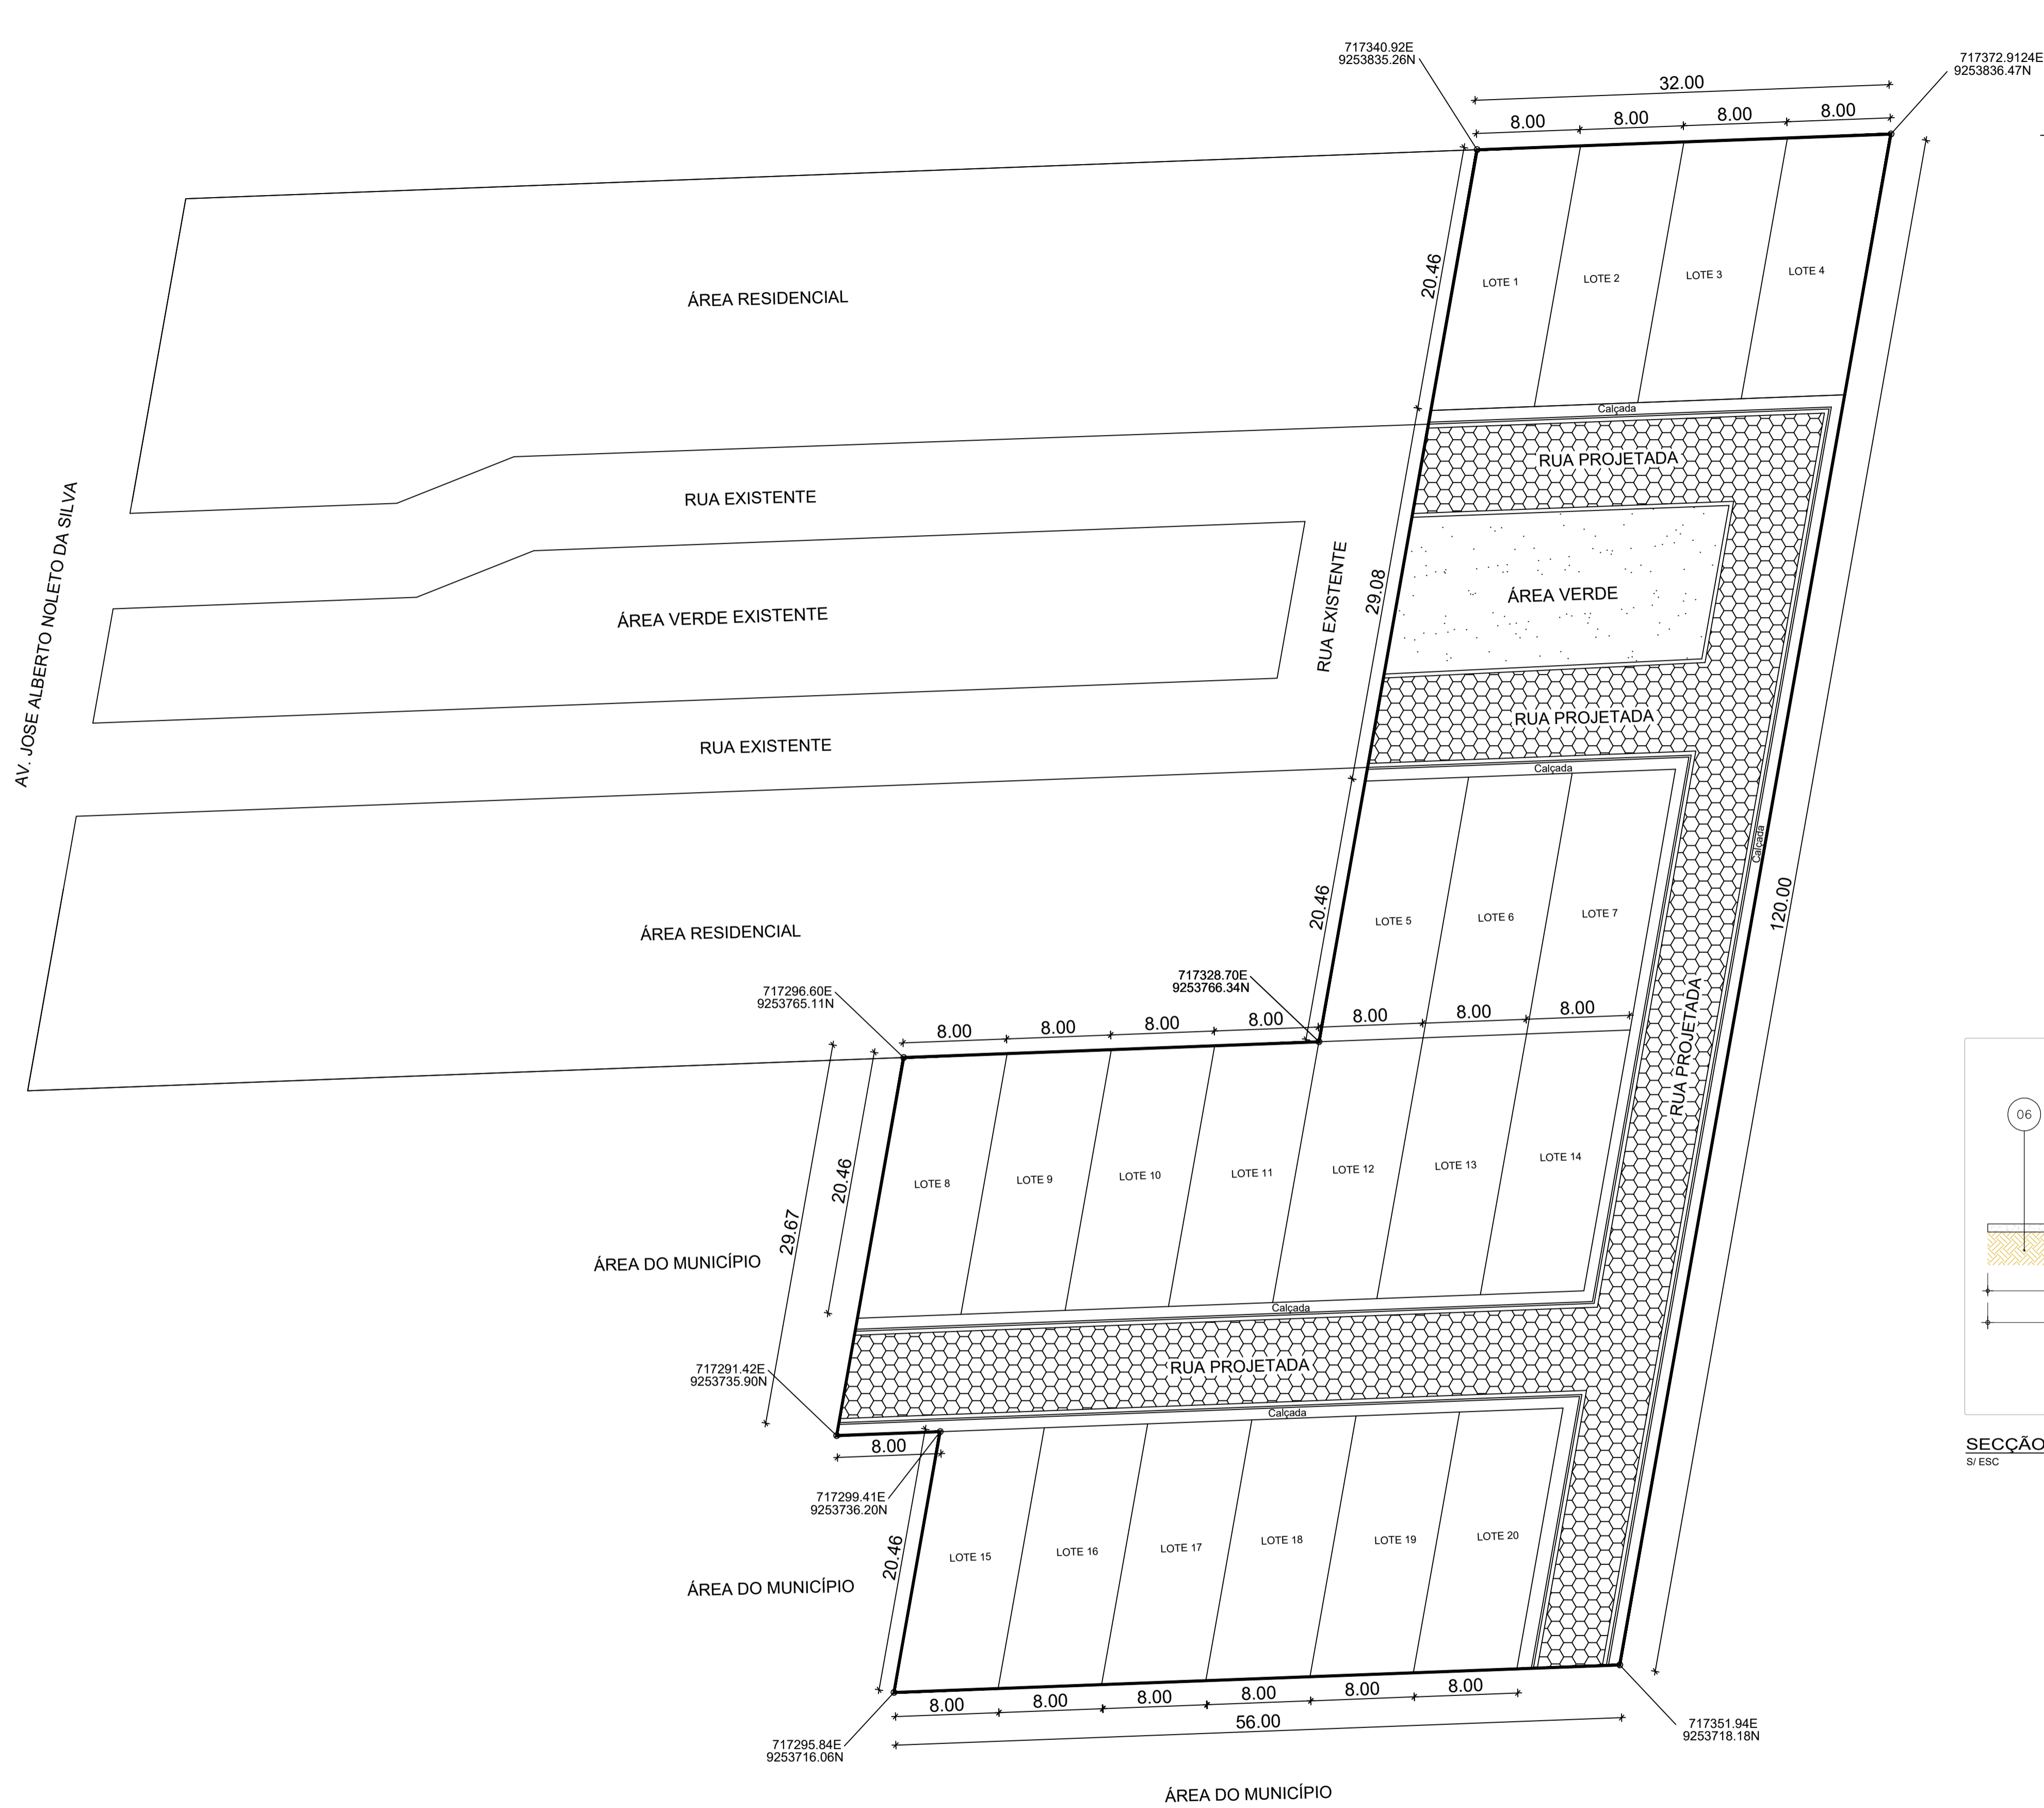 717340.92E
9253835.26N
717372.9124E
9253836.47N
32.00
8.00
8.00
8.00
8.00
20.46
LOTE 1
LOTE 2
LOTE 3
LOTE 4
ÁREA RESIDENCIAL
Calçada
RUA PROJETADA
RUA EXISTENTE
AV. JOSE ALBERTO NOLETO DA SILVA
ÁREA VERDE EXISTENTE
RUA EXISTENTE
29.08
ÁREA VERDE
RUA PROJETADA
RUA EXISTENTE
Calçada
Calçada
120.00
20.46
LOTE 5
LOTE 6
LOTE 7
ÁREA RESIDENCIAL
717296.60E
9253765.11N
717328.70E
9253766.34N
8.00
8.00
8.00
8.00
8.00
8.00
8.00
RUA PROJETADA
06
20.46
29.67
LOTE 8
LOTE 9
LOTE 10
LOTE 11
LOTE 12
LOTE 13
LOTE 14
ÁREA DO MUNICÍPIO
Calçada
RUA PROJETADA
717291.42E
9253735.90N
Calçada
8.00
SECÇÃO
S/ ESC
717299.41E
9253736.20N
20.46
LOTE 15
LOTE 16
LOTE 17
LOTE 18
LOTE 19
LOTE 20
ÁREA DO MUNICÍPIO
8.00
8.00
8.00
8.00
8.00
8.00
56.00
717295.84E
9253716.06N
717351.94E
9253718.18N
ÁREA DO MUNICÍPIO